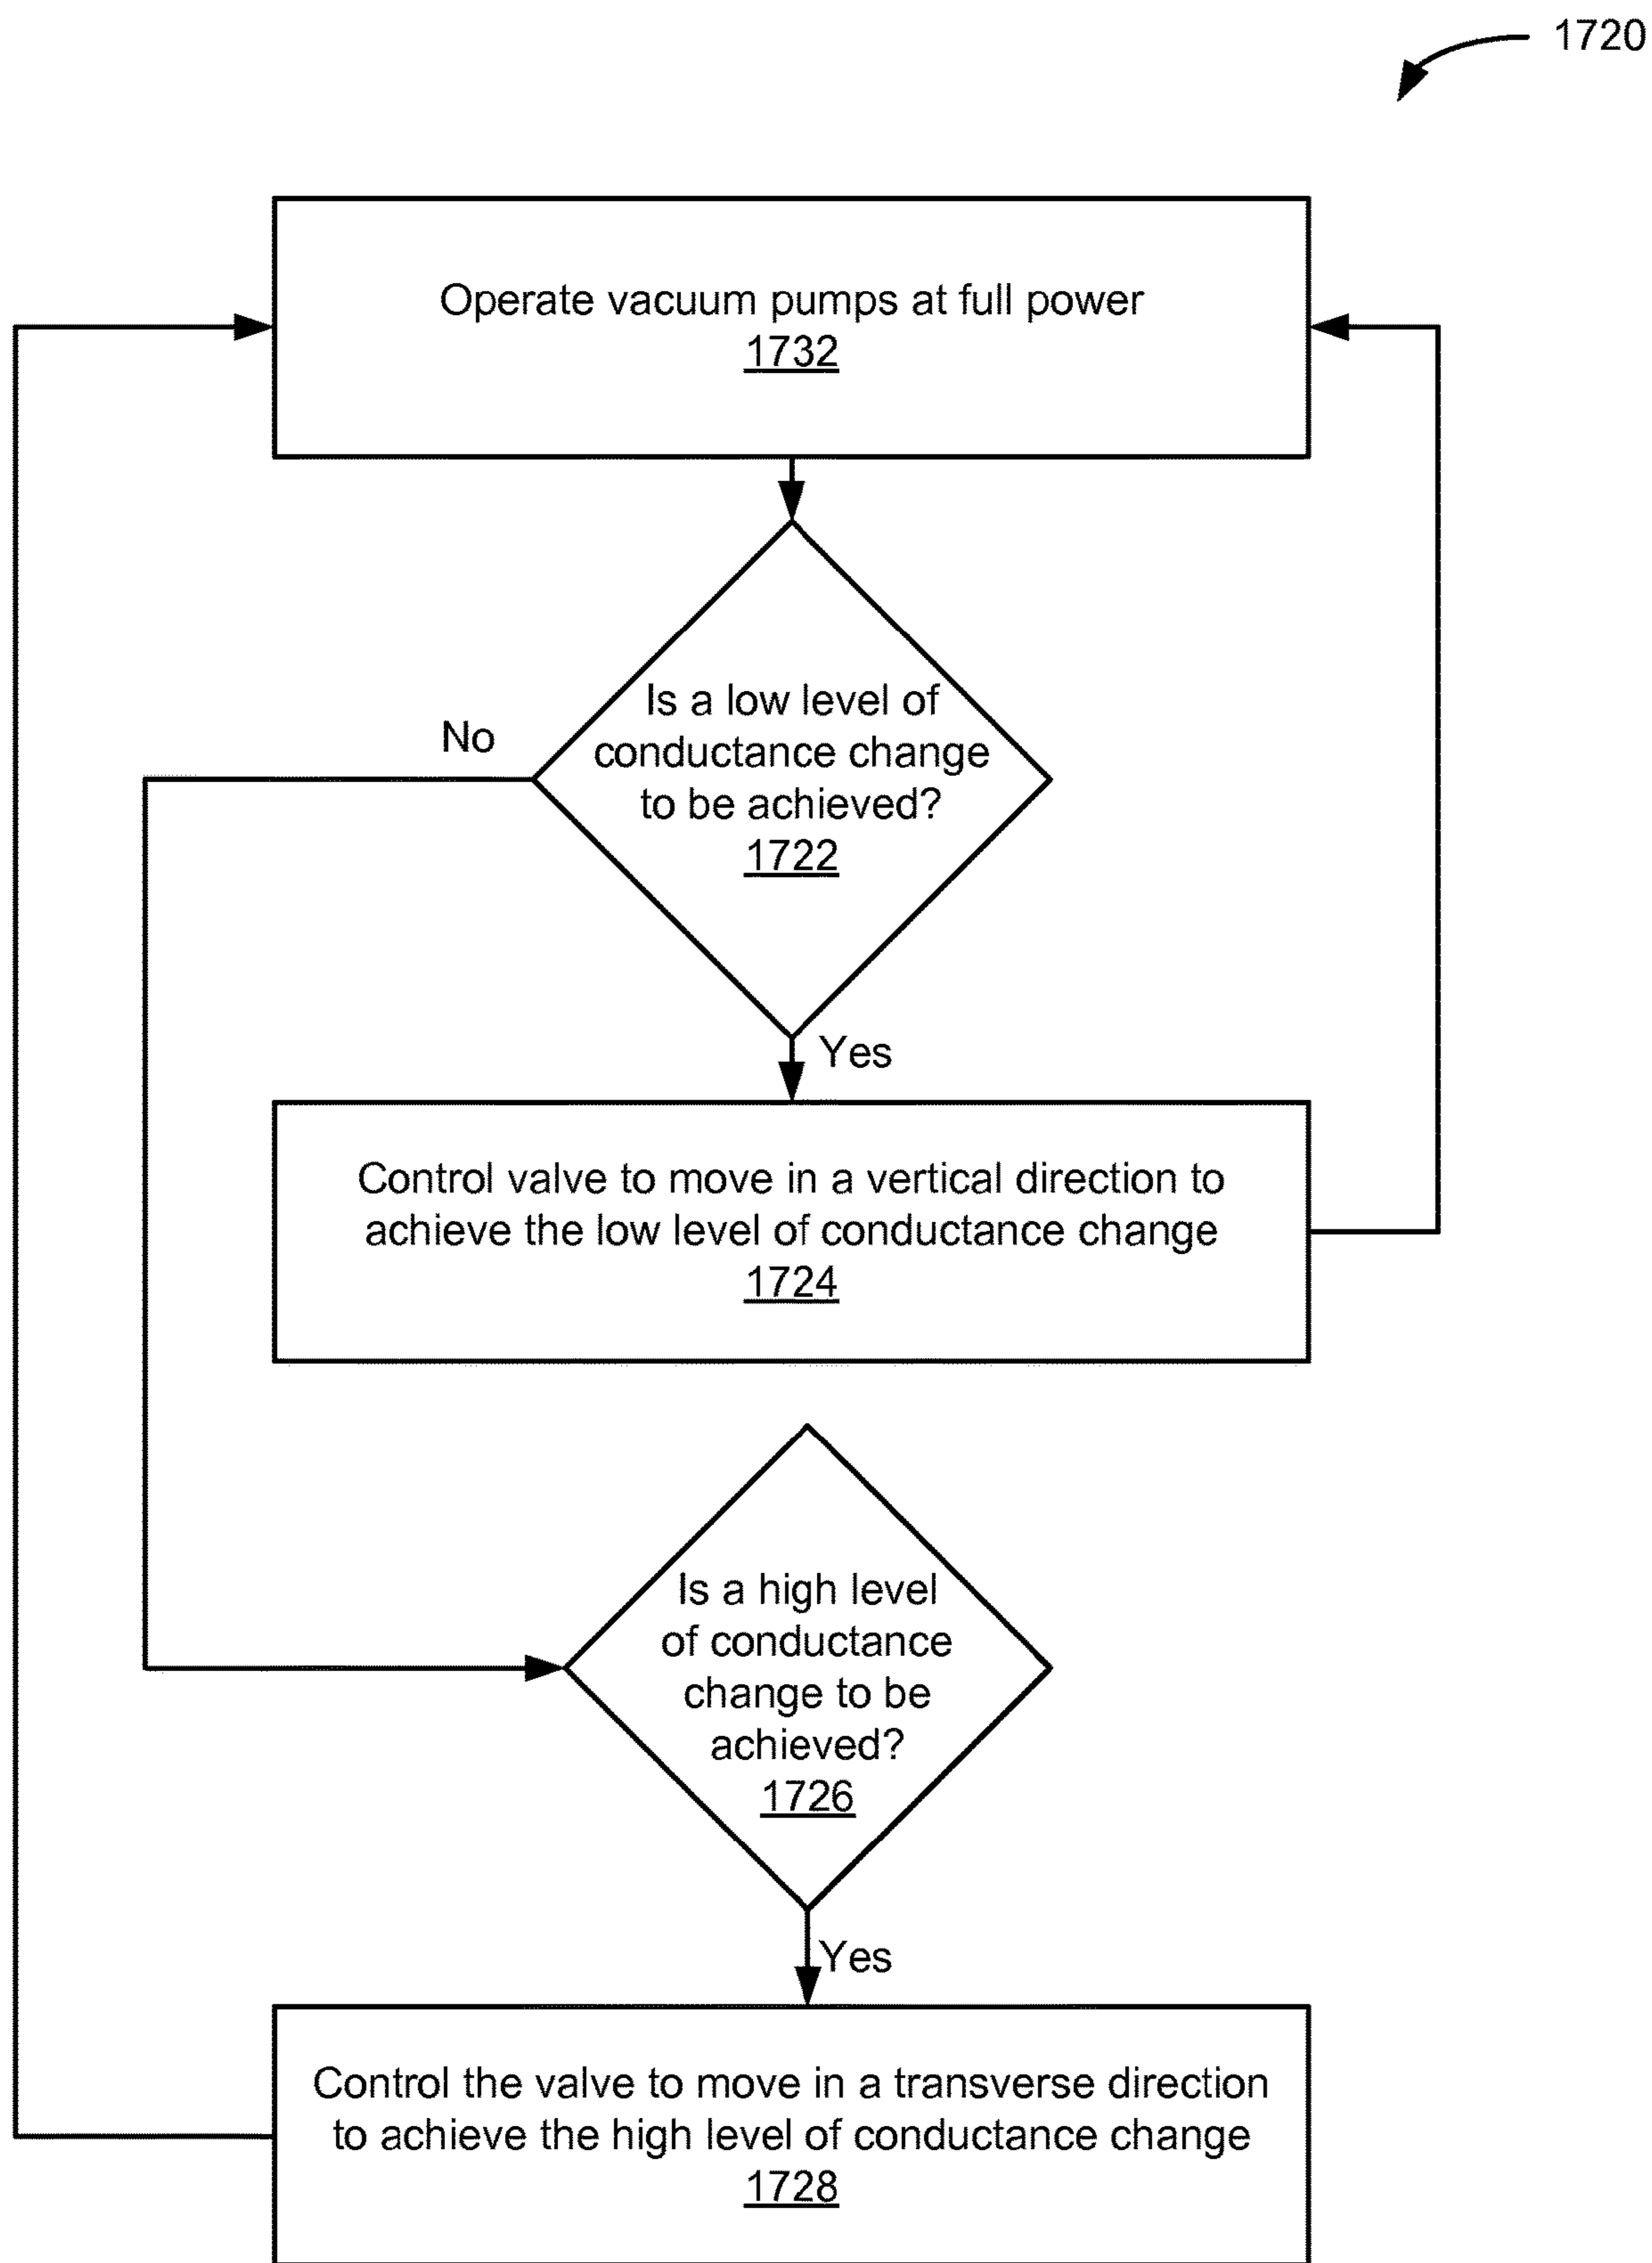 1720
Operate vacuum pumps at full power
1732
Is a low level of
conductance change
to be achieved?
1722
No
Yes
Control valve to move in a vertical direction to
achieve the low level of conductance change
1724
Is a high level
of conductance
change to be
achieved?
1726
Yes
Control the valve to move in a transverse direction
to achieve the high level of conductance change
1728